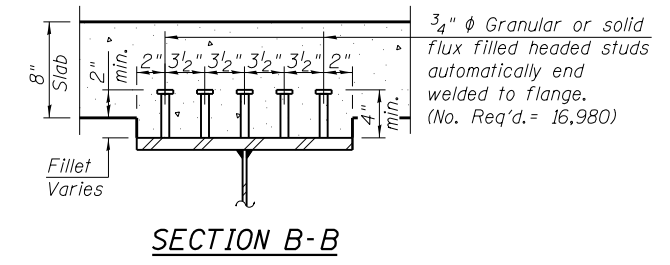 3/4" ϕ Granular or solid
flux filled headed studs
automatically end
welded to flange.
(No. Req'd.= 16,980)
8"
Slab
2"
min.
2" 3½" 3½" 3½" 3½" 2"
4"
min.
Fillet
Varies
SECTION B-B